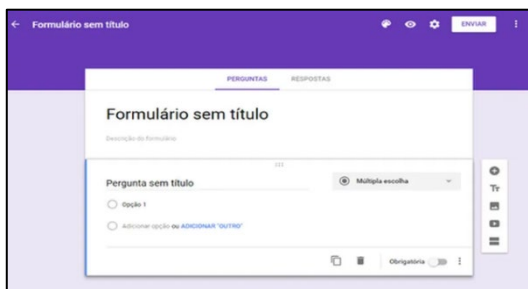 Formulário sem título
ENVIAR
PERGUNTAS RESPOSTAS
Formulário sem título
Descrição do formulário
Pergunta sem título
Múltipla escolha
Opção 1
Adicionar opção ou ADICIONAR "OUTRO"
Tt
Obrigatória